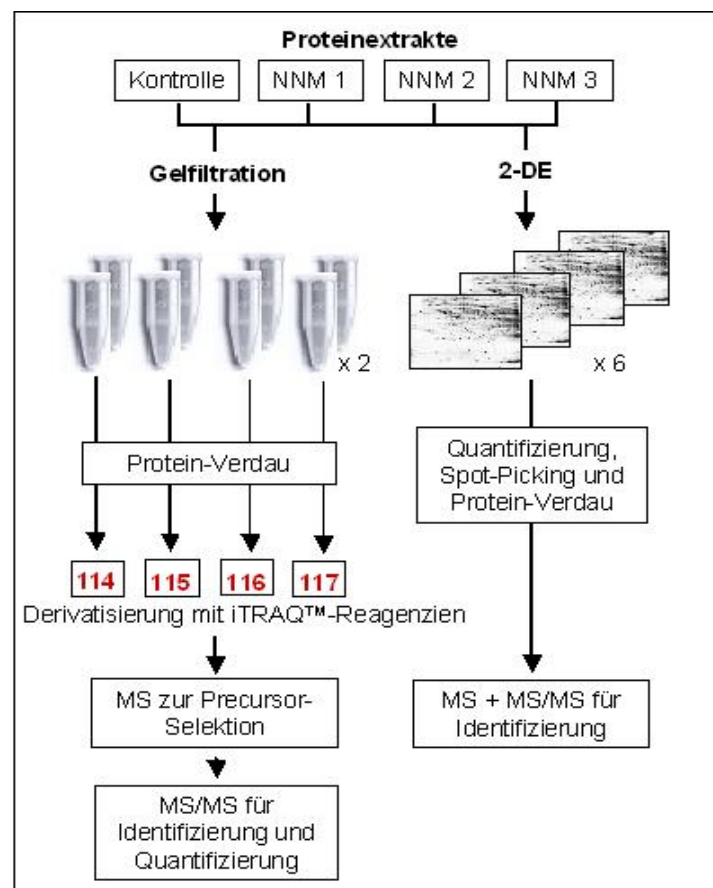 Proteinextrakte
Kontrolle
NNM 1
NNM 2
NNM 3
Gelfiltration
2-DE
x 2
x 6
Protein-Verdau
Quantifizierung,
Spot-Picking und
Protein-Verdau
114
115
116
117
Derivatisierung mit iTRAQ™-Reagenzien
MS zur Precursor-
Selektion
MS + MS/MS für
Identifizierung
MS/MS für
Identifizierung und
Quantifizierung